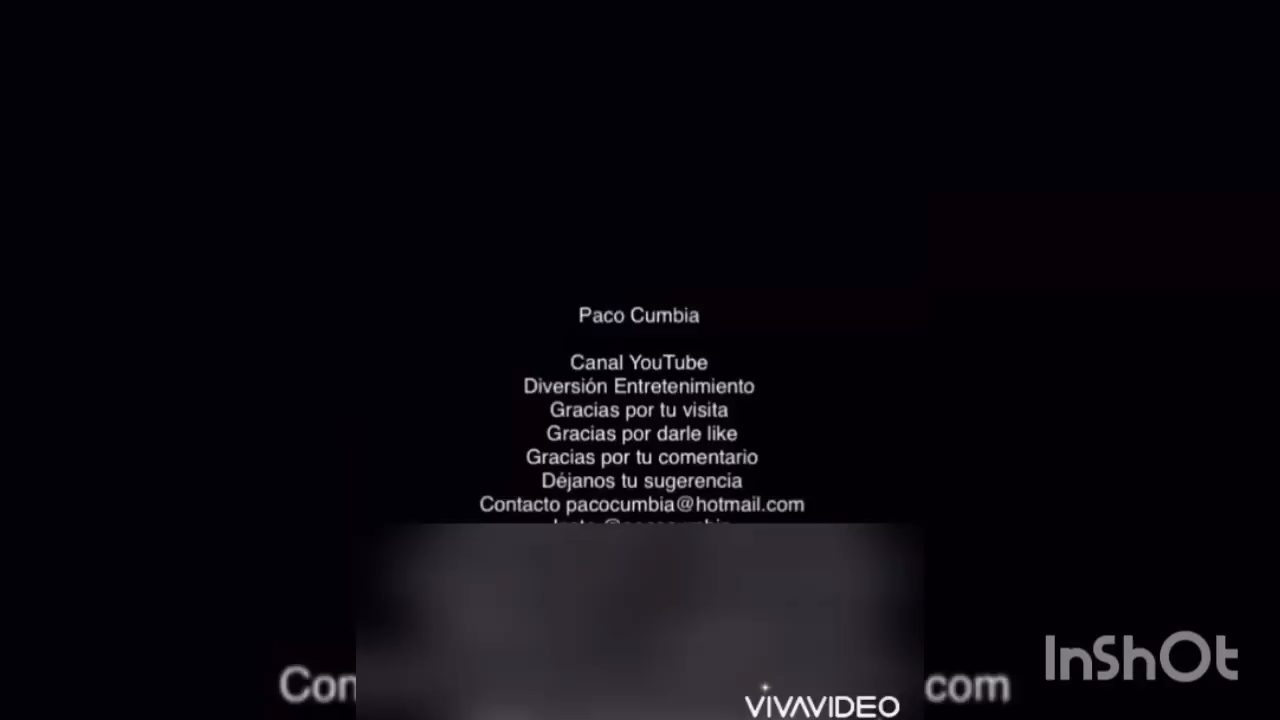 Paco Cumbia
Canal YouTube
Diversión Entretenimiento
Gracias por tu visita
Gracias por darle like
Gracias por tu comentario
Déjanos tu sugerencia
Contacto pacocumbia@hotmail.com
Con
com
InShOt
VIVAVIDEO